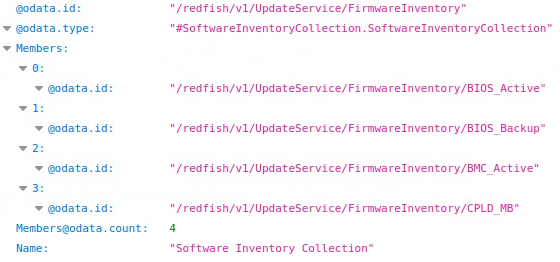 @odata.id: "/redfish/v1/UpdateService/FirmwareInventory"
@odata.type: "#SoftwareInventoryCollection.SoftwareInventoryCollection"
Members:
0:
@odata.id: "/redfish/v1/UpdateService/FirmwareInventory/BIOS_Active"
1:
@odata.id: "/redfish/v1/UpdateService/FirmwareInventory/BIOS_Backup"
2:
@odata.id: "/redfish/v1/UpdateService/FirmwareInventory/BMC_Active"
3:
@odata.id: "/redfish/v1/UpdateService/FirmwareInventory/CPLD_MB"
Members@odata.count: 4
Name: "Software Inventory Collection"